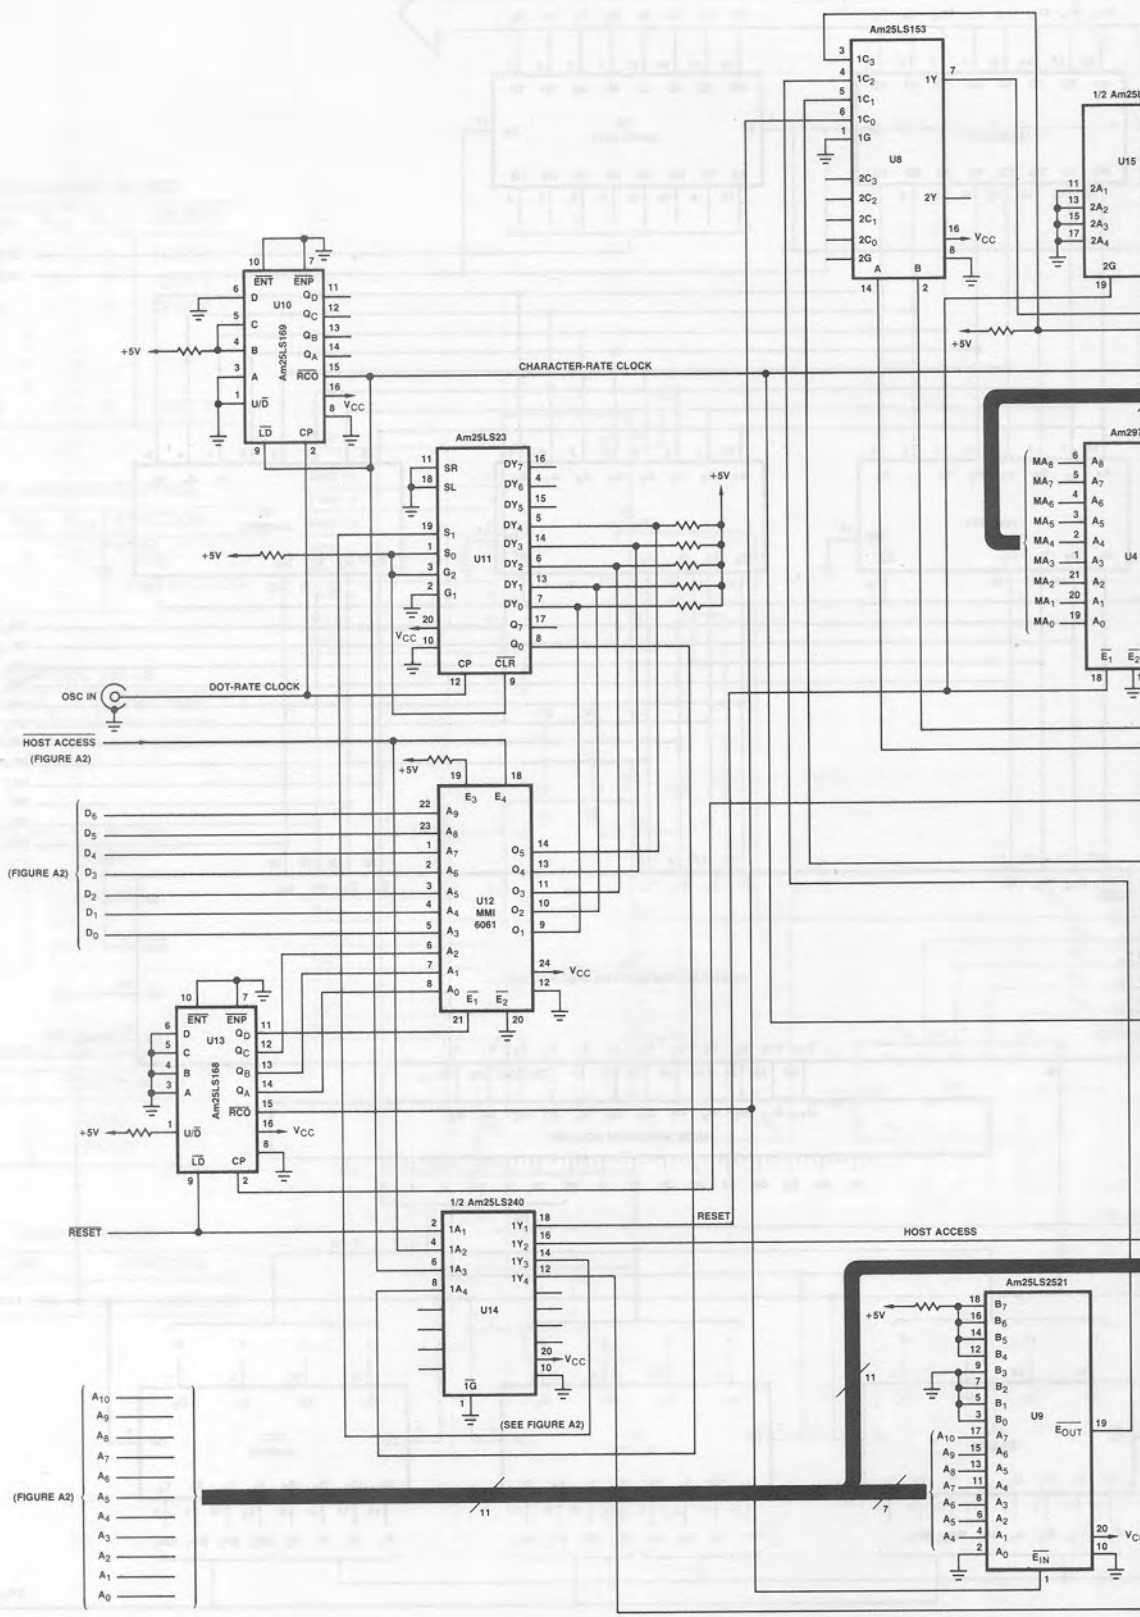 Am25LS153
3 1C3
4 1C2 1Y 7
5 1C1
6 1C0
1 1G
U8
2C3
2C2 2Y
2C1
2C0 16 VCC
2G 8
A B
14 2
1/2 Am25L
U15
11 2A1
13 2A2
15 2A3
17 2A4
2G
19
+5V
10 7
ENT ENP
6 D QD 11
U10
5 C QC 12
4 B QB 13
+5V
Am25LS169
QA 14
3 A RCO 15
16 VCC
1 U/D 8
LD CP
9 2
CHARACTER-RATE CLOCK
Am25LS23
11 SR DY7 16
18 SL DY6 4
DY5 15
19 S1 DY4 5
1 S0 DY3 14
+5V
U11
3 G2 DY2 6
2 G1 DY1 13
DY0 7
20 VCC Q7 17
10 Q0 8
CP CLR
12 9
+5V
Am297
MA8 6 A8
MA7 5 A7
MA6 4 A6
MA5 3 A5
MA4 2 A4
MA3 1 A3
U4
MA2 21 A2
MA1 20 A1
MA0 19 A0
E1 E2
18 1
OSC IN
DOT-RATE CLOCK
HOST ACCESS
(FIGURE A2)
+5V
19 18
E3 E4
D6 22 A9
D5 23 A8
D4 1 A7 O5 14
(FIGURE A2)
D3 2 A6 O4 13
D2 3 A5 O3 11
U12
MMI
6061
D1 4 A4 O2 10
D0 5 A3 O1 9
6 A2
7 A1 24 VCC
8 A0 12
E1 E2
21 20
10 7
ENT ENP
6 D QD 11
U13
5 C QC 12
4 B QB 13
3 A QA 14
Am25LS168
RCO 15
+5V 1 U/D 16 VCC
8
LD CP
9 2
RESET
1/2 Am25LS240
2 1A1 1Y1 18
RESET
4 1A2 1Y2 16
6 1A3 1Y3 14
8 1A4 1Y4 12
U14
20 VCC
10
1G
1
(SEE FIGURE A2)
HOST ACCESS
Am25LS2521
+5V
18 B7
16 B6
14 B5
12 B4
9 B3
7 B2
5 B1
3 B0
U9
A10 17 A7 EOUT 19
A9 15 A6
A8 13 A5
A7 11 A4
A6 8 A3
A5 6 A2
A4 4 A1 20 VC
2 A0 10
EIN
1
11
A10
A9
A8
A7
A6
(FIGURE A2)
A5
A4
A3
A2
A1
A0
11
7